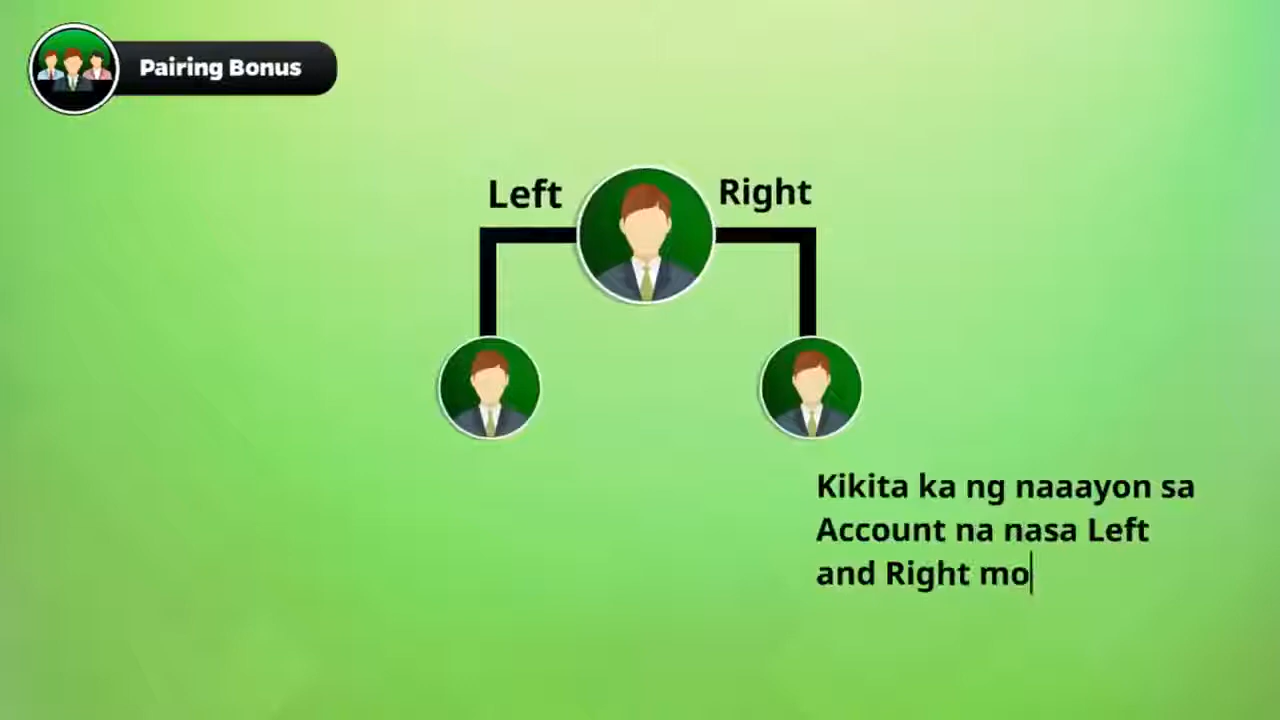 Pairing Bonus
Left
Right
Kikita ka ng naaayon sa
Account na nasa Left
and Right mo